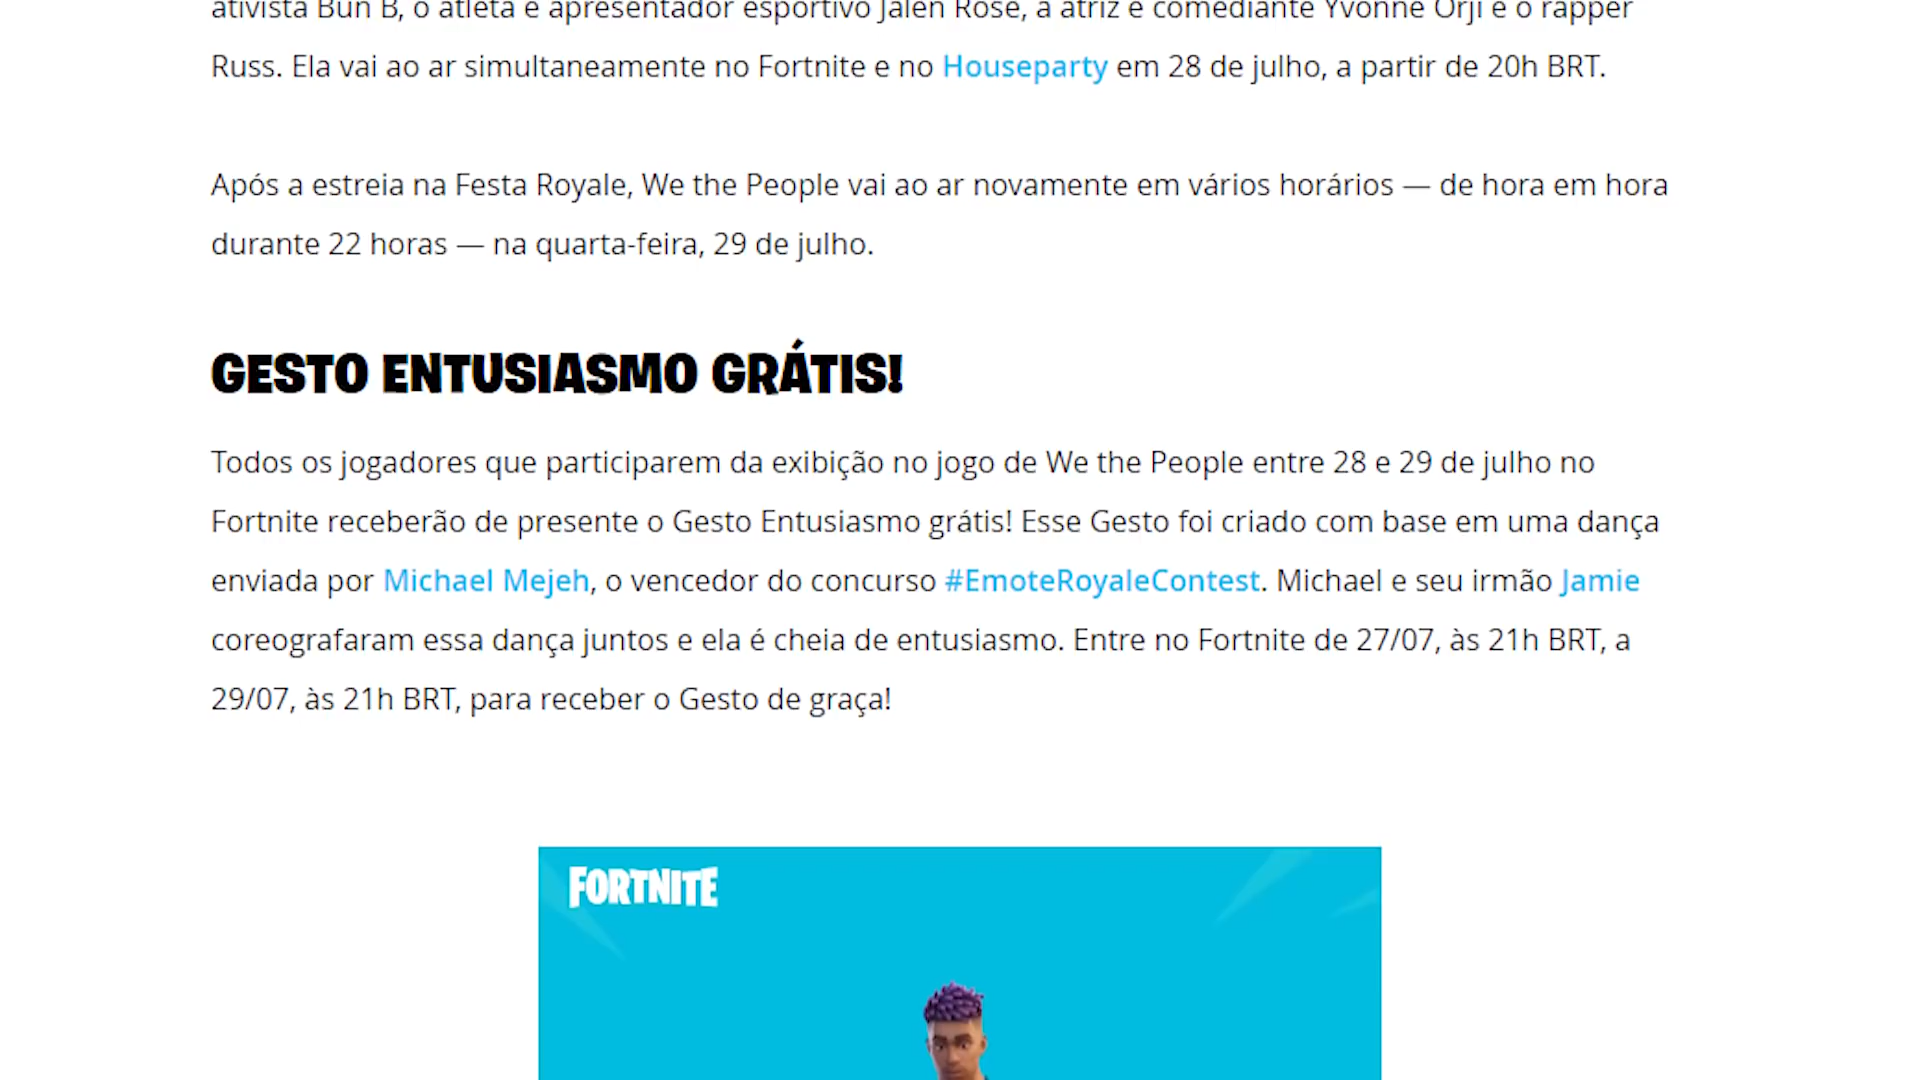 ativista Bun B, o atleta e apresentador esportivo Jalen Rose, a atriz e comediante Yvonne Orji e o rapper
Russ. Ela vai ao ar simultaneamente no Fortnite e no Houseparty em 28 de julho, a partir de 20h BRT.
Após a estreia na Festa Royale, We the People vai ao ar novamente em vários horários — de hora em hora
durante 22 horas — na quarta-feira, 29 de julho.
GESTO ENTUSIASMO GRÁTIS!
Todos os jogadores que participarem da exibição no jogo de We the People entre 28 e 29 de julho no
Fortnite receberão de presente o Gesto Entusiasmo grátis! Esse Gesto foi criado com base em uma dança
enviada por Michael Mejeh, o vencedor do concurso #EmoteRoyaleContest. Michael e seu irmão Jamie
coreografaram essa dança juntos e ela é cheia de entusiasmo. Entre no Fortnite de 27/07, às 21h BRT, a
29/07, às 21h BRT, para receber o Gesto de graça!
FORTNITE